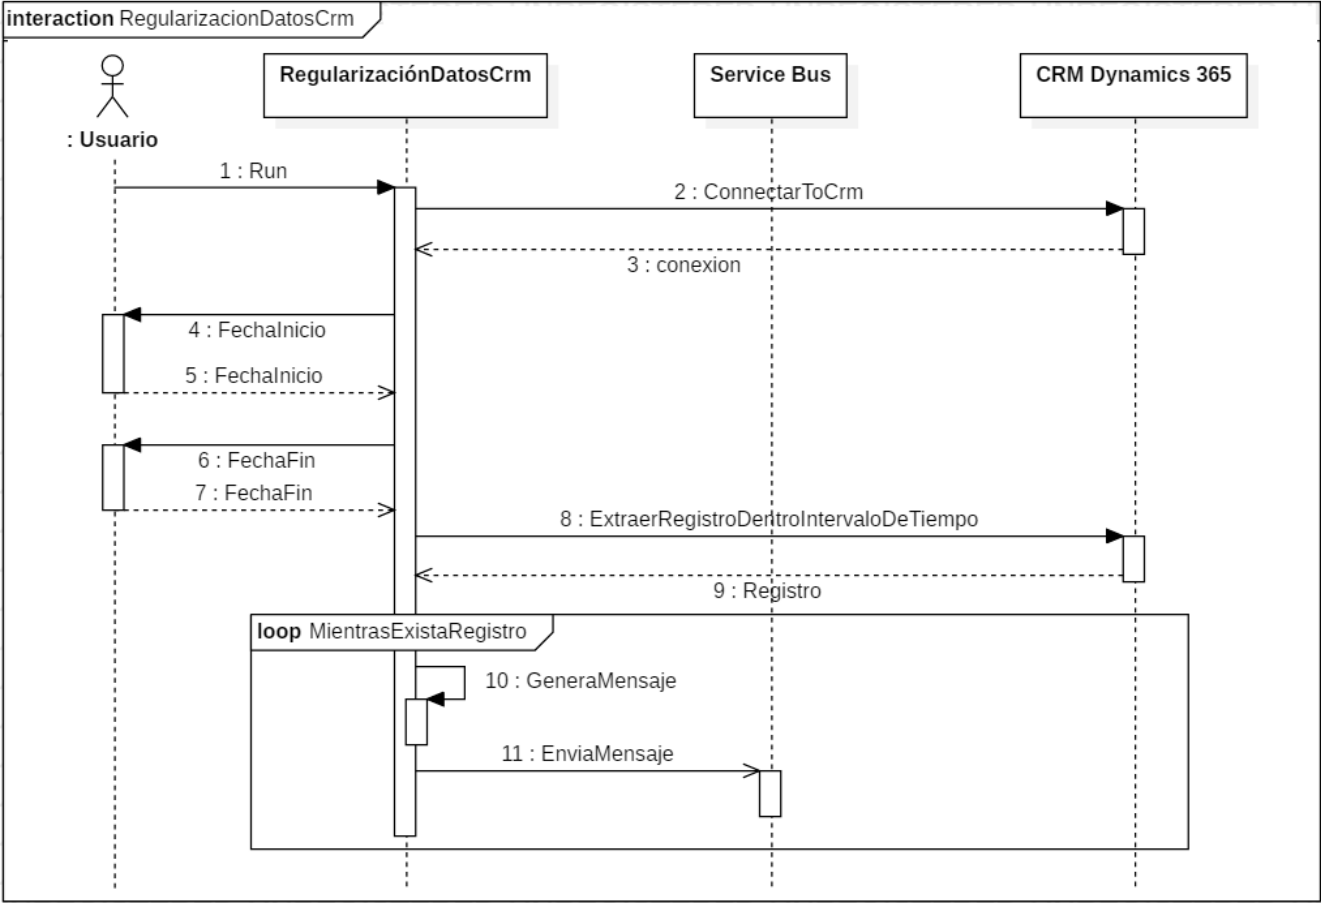 interaction RegularizacionDatosCrm
RegularizaciónDatosCrm
Service Bus
CRM Dynamics 365
: Usuario
1 : Run
2 : ConnectarToCrm
3 : conexion
4 : FechaInicio
5 : FechaInicio
6 : FechaFin
7 : FechaFin
8 : ExtraerRegistroDentroIntervaloDeTiempo
9 : Registro
loop MientrasExistaRegistro
10 : GeneraMensaje
11 : EnviaMensaje